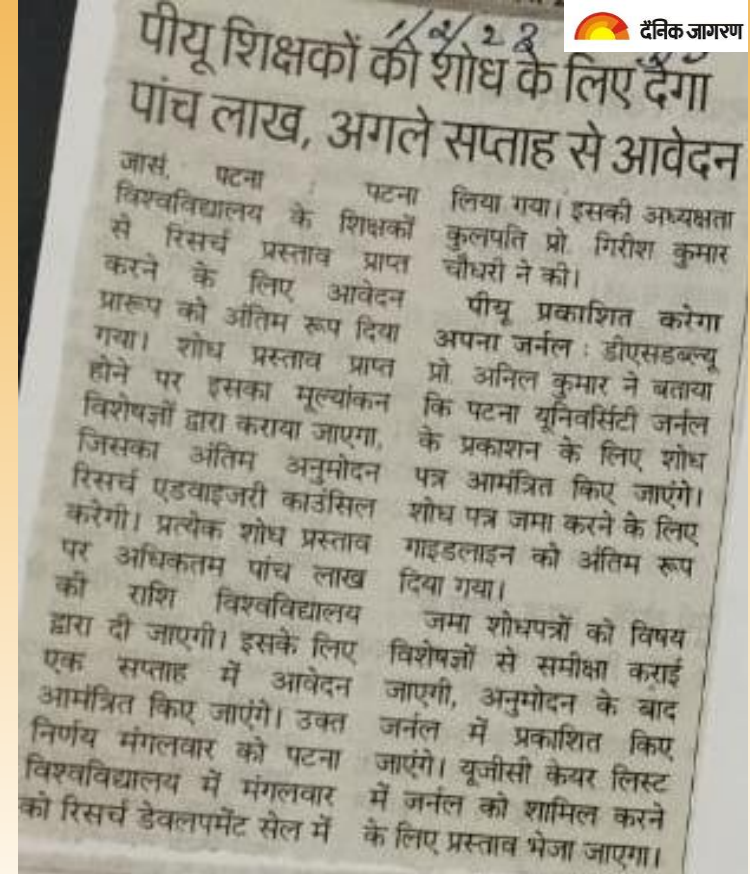 दैनिक जागरण
1/2/23
पीयू शिक्षकों को शोध के लिए देगा
पांच लाख, अगले सप्ताह से आवेदन
जासं, पटना : पटना
विश्वविद्यालय के शिक्षकों
से रिसर्च प्रस्ताव प्राप्त
करने के लिए आवेदन
प्रारूप को अंतिम रूप दिया
गया। शोध प्रस्ताव प्राप्त
होने पर इसका मूल्यांकन
विशेषज्ञों द्वारा कराया जाएगा,
जिसका अंतिम अनुमोदन
रिसर्च एडवाइजरी काउंसिल
करेगी। प्रत्येक शोध प्रस्ताव
पर अधिकतम पांच लाख
की राशि विश्वविद्यालय
द्वारा दी जाएगी। इसके लिए
एक सप्ताह में आवेदन
आमंत्रित किए जाएंगे। उक्त
निर्णय मंगलवार को पटना
विश्वविद्यालय में मंगलवार
को रिसर्च डेवलपमेंट सेल में
लिया गया। इसकी अध्यक्षता
कुलपति प्रो. गिरीश कुमार
चौधरी ने की।
पीयू प्रकाशित करेगा
अपना जर्नल : डीएसडब्ल्यू
प्रो. अनिल कुमार ने बताया
कि पटना यूनिवर्सिटी जर्नल
के प्रकाशन के लिए शोध
पत्र आमंत्रित किए जाएंगे।
शोध पत्र जमा करने के लिए
गाइडलाइन को अंतिम रूप
दिया गया।
जमा शोधपत्रों को विषय
विशेषज्ञों से समीक्षा कराई
जाएगी, अनुमोदन के बाद
जर्नल में प्रकाशित किए
जाएंगे। यूजीसी केयर लिस्ट
में जर्नल को शामिल करने
के लिए प्रस्ताव भेजा जाएगा।